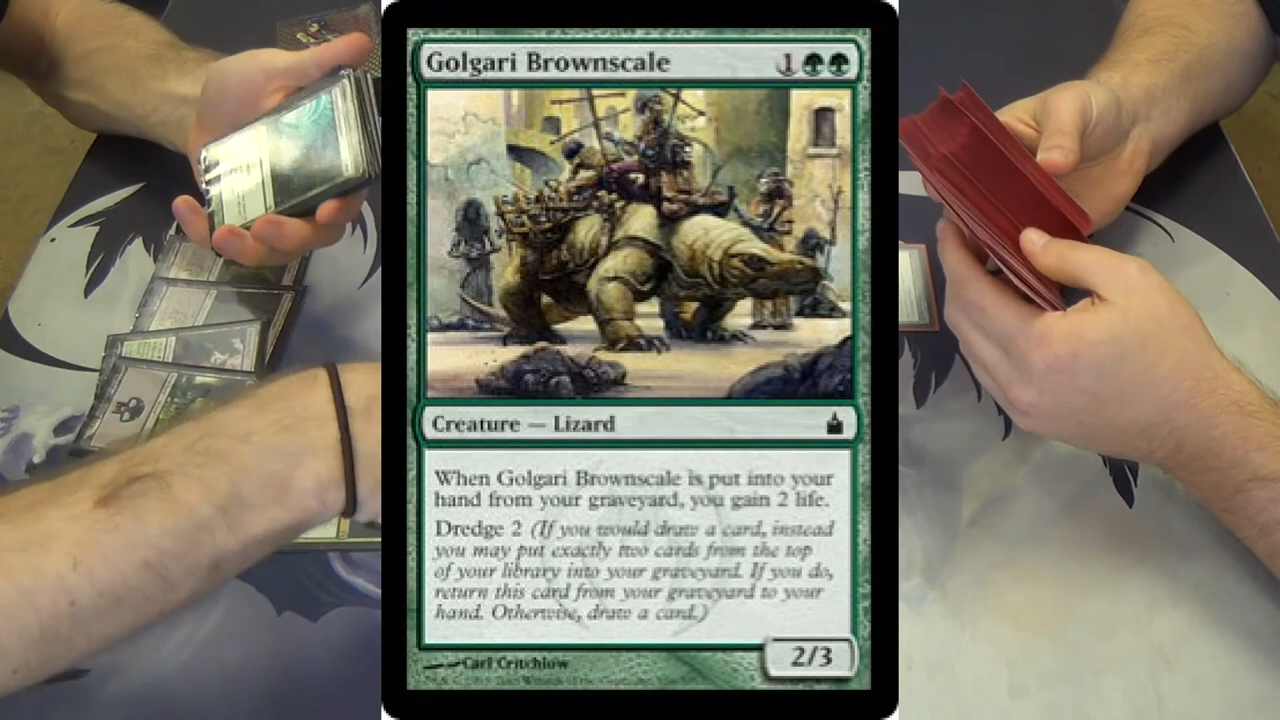 Golgari Brownscale 1
Creature — Lizard
When Golgari Brownscale is put into your
hand from your graveyard, you gain 2 life.
Dredge 2 (If you would draw a card, instead
you may put exactly two cards from the top
of your library into your graveyard. If you do,
return this card from your graveyard to your
hand. Otherwise, draw a card.)
2/3
Carl Critchlow